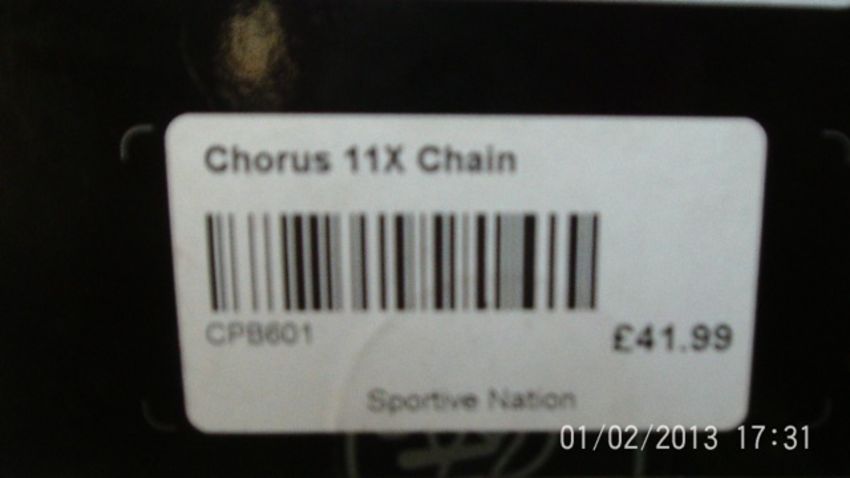 Chorus 11X Chain
CPB601
£41.99
Sportive Nation
01/02/2013 17:31